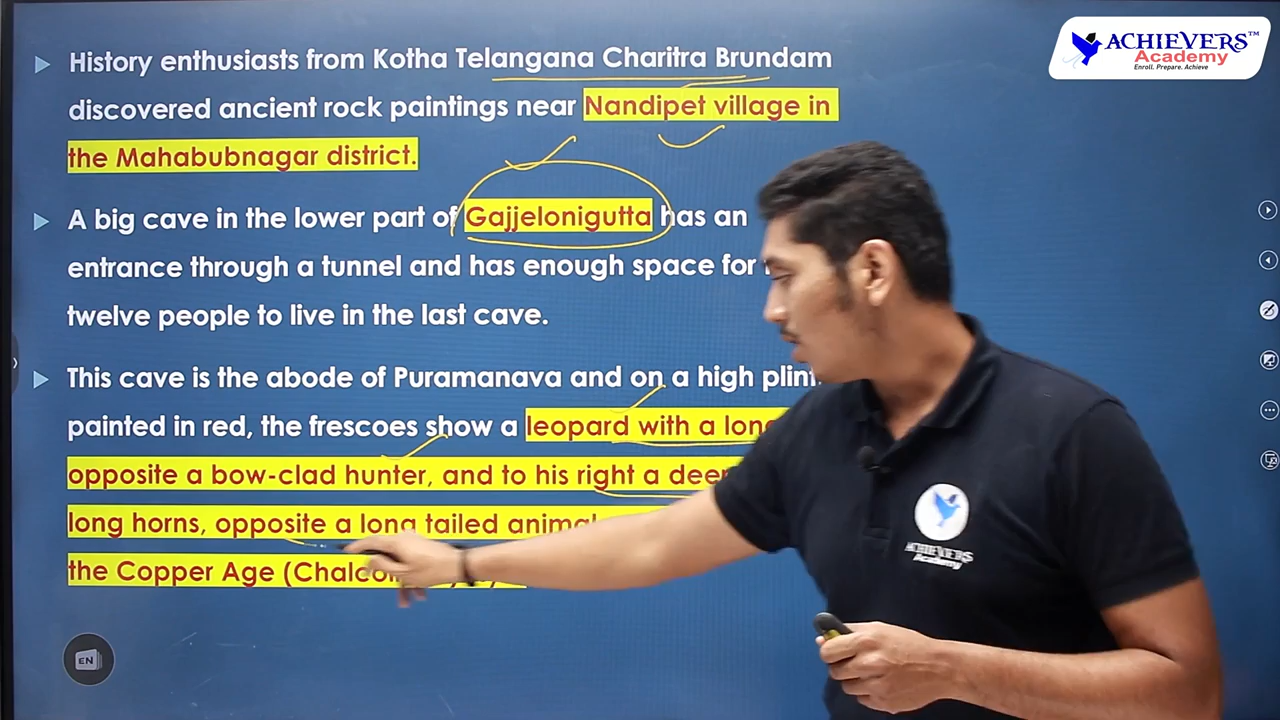 ACHIEVERS™
Academy
Enroll. Prepare. Achieve
History enthusiasts from Kotha Telangana Charitra Brundam
discovered ancient rock paintings near Nandipet village in
the Mahabubnagar district.
A big cave in the lower part of Gajjelonigutta has an
entrance through a tunnel and has enough space for
twelve people to live in the last cave.
This cave is the abode of Puramanava and on a high
painted in red, the frescoes show a leopard with a
opposite a bow-clad hunter, and to his right a deer
long horns, opposite a long tailed animal
the Copper Age
EN
ACHIEVERS
Academy